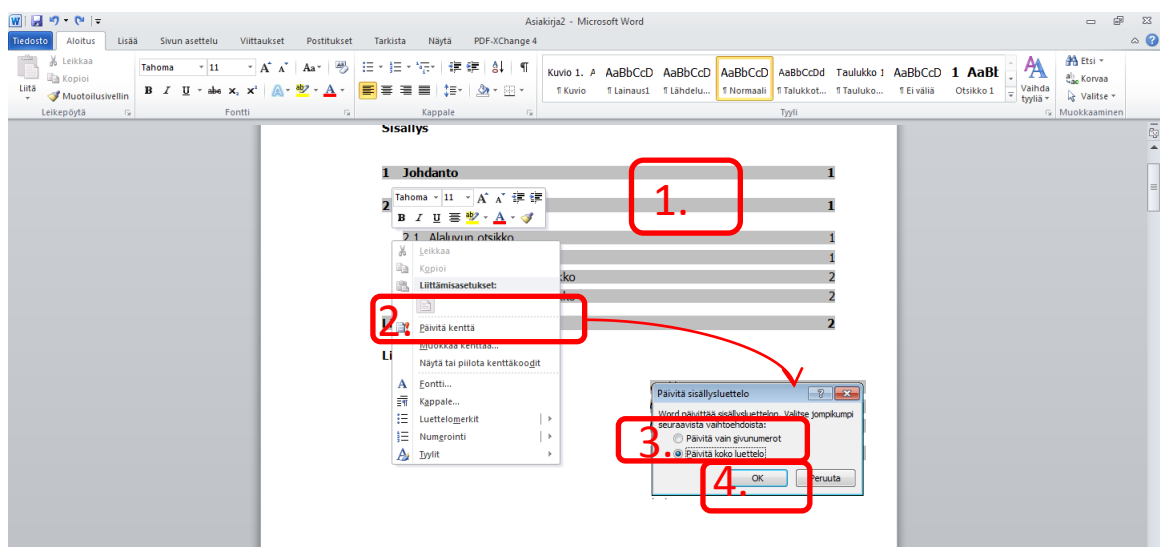 Asiakirja2 - Microsoft Word
Tiedosto Aloitus Lisää Sivun asettelu Viittaukset Postitukset Tarkista Näytä PDF-XChange 4
Liitä
Leikkaa
Kopioi
Muotoilusivellin
Leikepöytä
Tahoma 11
Fontti
Kappale
Kuvio 1. A AaBbCcD AaBbCcD AaBbCcD AaBbCcDd Taulukko 1 AaBbCcD 1 AaBb
¶ Kuvio ¶ Lainaus1 ¶ Lähdelu... ¶ Normaali ¶ Talukkot... ¶ Tauluko... ¶ Ei väliä Otsikko 1
Vaihda
tyyliä
Tyyli
Etsi
Korvaa
Valitse
Muokkaaminen
Sisällys
1 Johdanto 1
1.
Tahoma 11
2 1
2.1 Alaluvun otsikko 1
1
kko 2
2
2
Li
Leikkaa
Kopioi
Liittämisasetukset:
2.
Päivitä kenttä
Muokkaa kenttää...
Näytä tai piilota kenttäkoodit
Fontti...
Kappale...
Luettelomerkit
Numerointi
Tyylit
Päivitä sisällysluettelo
Word päivittää sisällysluettelon. Valitse jompikumpi
seuraavista vaihtoehdoista:
3.
Päivitä vain sivunumerot
Päivitä koko luettelo
4.
OK Peruuta